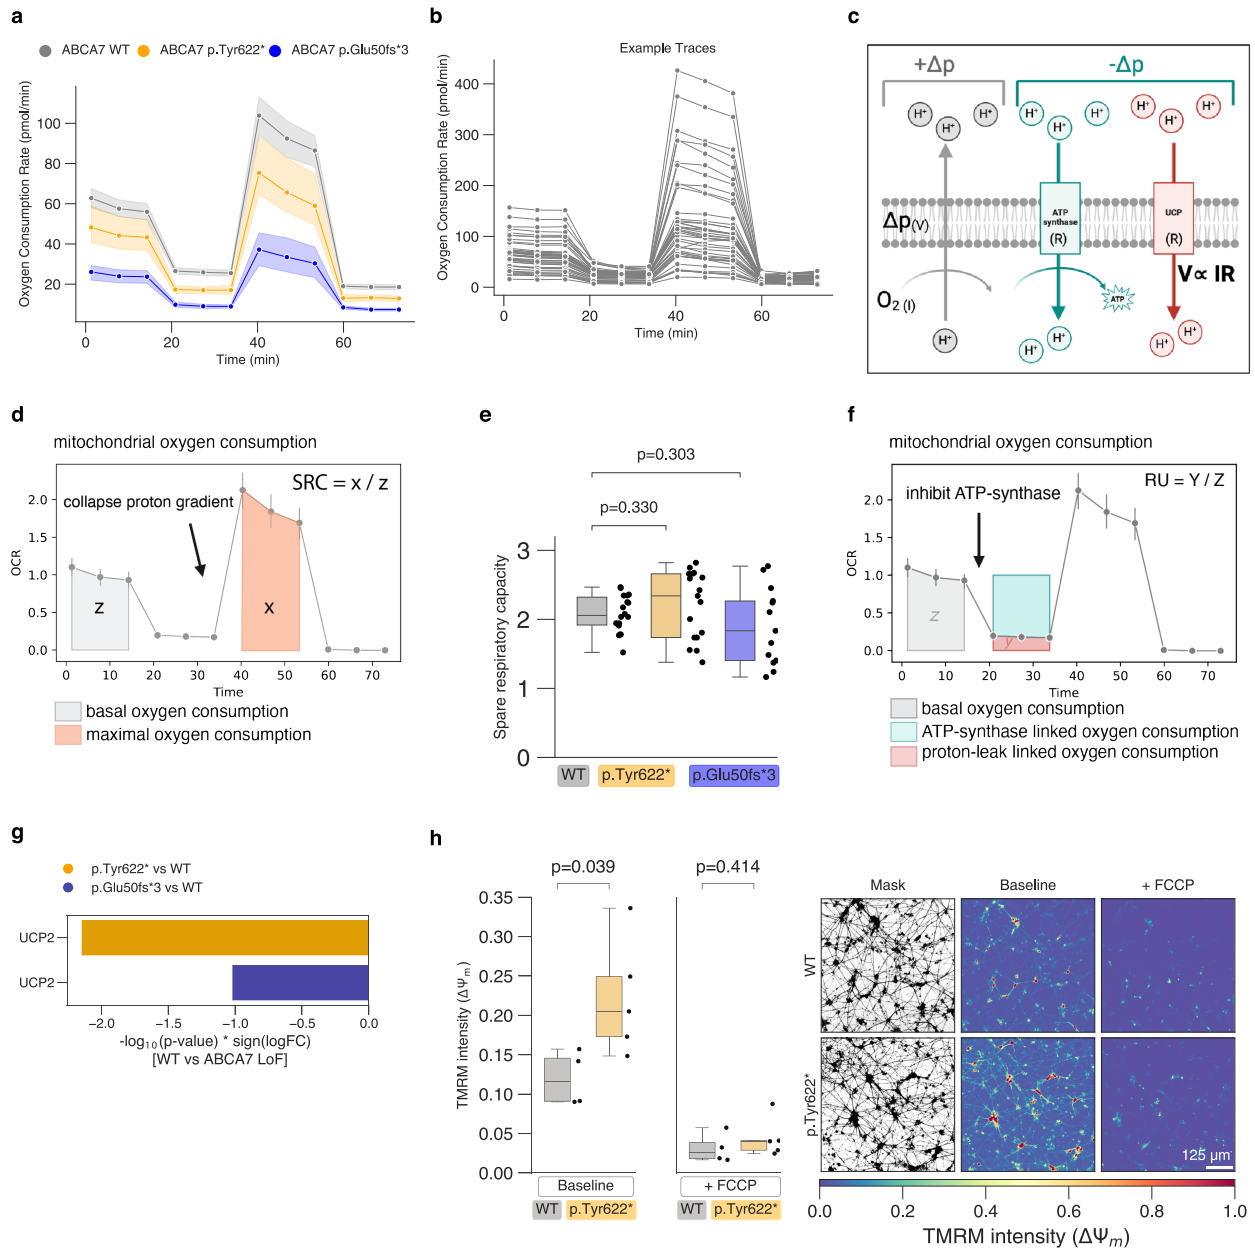 a
ABCA7 WT
ABCA7 p.Tyr622*
ABCA7 p.Glu50fs*3
Oxygen Consumption Rate (pmol/min)
100
80
60
40
20
0
20
40
60
Time (min)
b
Example Traces
Oxygen Consumption Rate (pmol/min)
400
300
200
100
0
0
20
40
60
Time (min)
c
+Δp
-Δp
H⁺
H⁺
H⁺
H⁺
H⁺
H⁺
H⁺
H⁺
H⁺
Δp(V)
ATP
synthase
(R)
UCP
(R)
V∝ IR
O2 (I)
ATP
H⁺
H⁺
H⁺
H⁺
H⁺
d
mitochondrial oxygen consumption
SRC = x / z
collapse proton gradient
OCR
2.0
1.0
0.5
0.0
z
x
0
10
20
30
40
50
60
70
Time
basal oxygen consumption
maximal oxygen consumption
e
p=0.303
p=0.330
Spare respiratory capacity
3
2
1
0
WT
p.Tyr622*
p.Glu50fs*3
f
mitochondrial oxygen consumption
RU = Y / Z
inhibit ATP-synthase
OCR
2.0
1.0
0.5
0.0
z
y
0
10
20
30
40
50
60
70
Time
basal oxygen consumption
ATP-synthase linked oxygen consumption
proton-leak linked oxygen consumption
g
p.Tyr622* vs WT
p.Glu50fs*3 vs WT
UCP2
UCP2
−2.0
−1.5
−1.0
−0.5
0.0
-log10(p-value) * sign(logFC)
[WT vs ABCA7 LoF]
h
p=0.039
p=0.414
TMRM intensity (ΔΨm)
0.35
0.30
0.25
0.20
0.15
0.10
0.05
0.00
Baseline
+ FCCP
WT
p.Tyr622*
WT
p.Tyr622*
Mask
Baseline
+ FCCP
WT
p.Tyr622*
125 µm
0.0
0.2
0.4
0.6
0.8
1.0
TMRM intensity (ΔΨm)